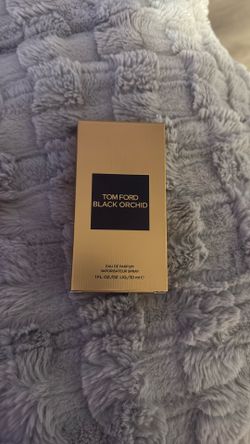 TOM FORD
BLACK ORCHID
EAU DE PARFUM
VAPORISATEUR SPRAY